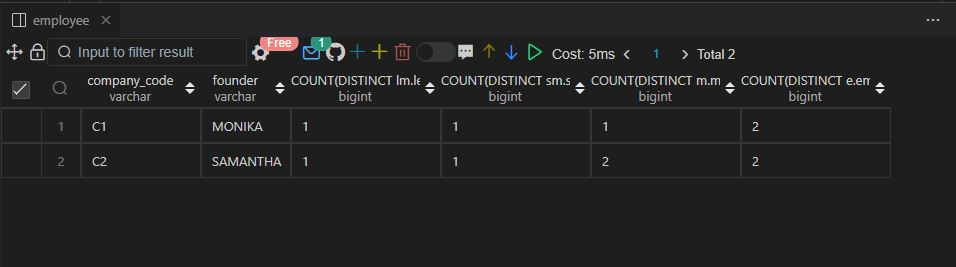 employee
Input to filter result
Free
1
Cost: 5ms
1
Total 2
company_code
varchar
founder
varchar
COUNT(DISTINCT lm.le
bigint
COUNT(DISTINCT sm.s
bigint
COUNT(DISTINCT m.m
bigint
COUNT(DISTINCT e.em
bigint
1 C1 MONIKA 1 1 1 2
2 C2 SAMANTHA 1 1 2 2